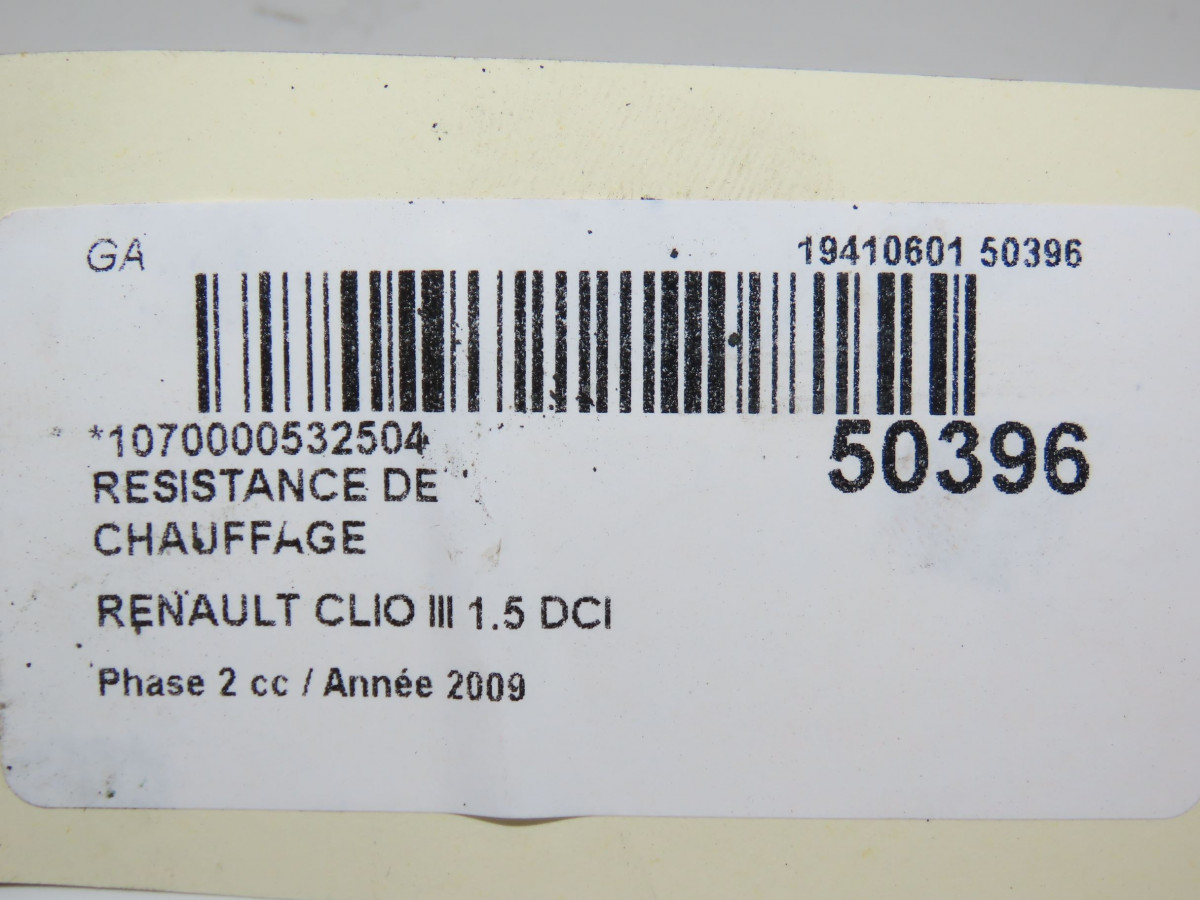 GA
19410601 50396
*1070000532504
50396
RESISTANCE DE
CHAUFFAGE
RENAULT CLIO III 1.5 DCI
Phase 2 cc / Année 2009